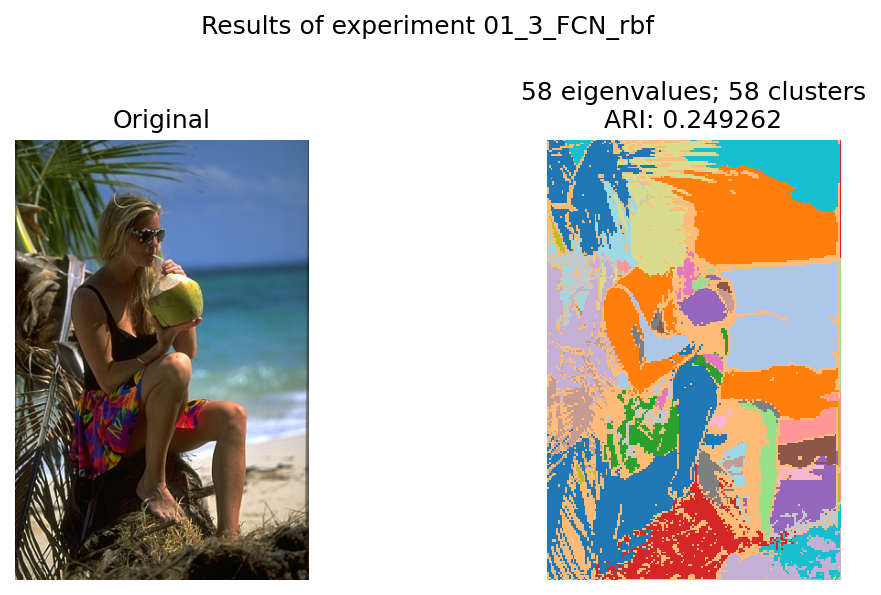 Results of experiment 01_3_FCN_rbf
Original
58 eigenvalues; 58 clusters
ARI: 0.249262